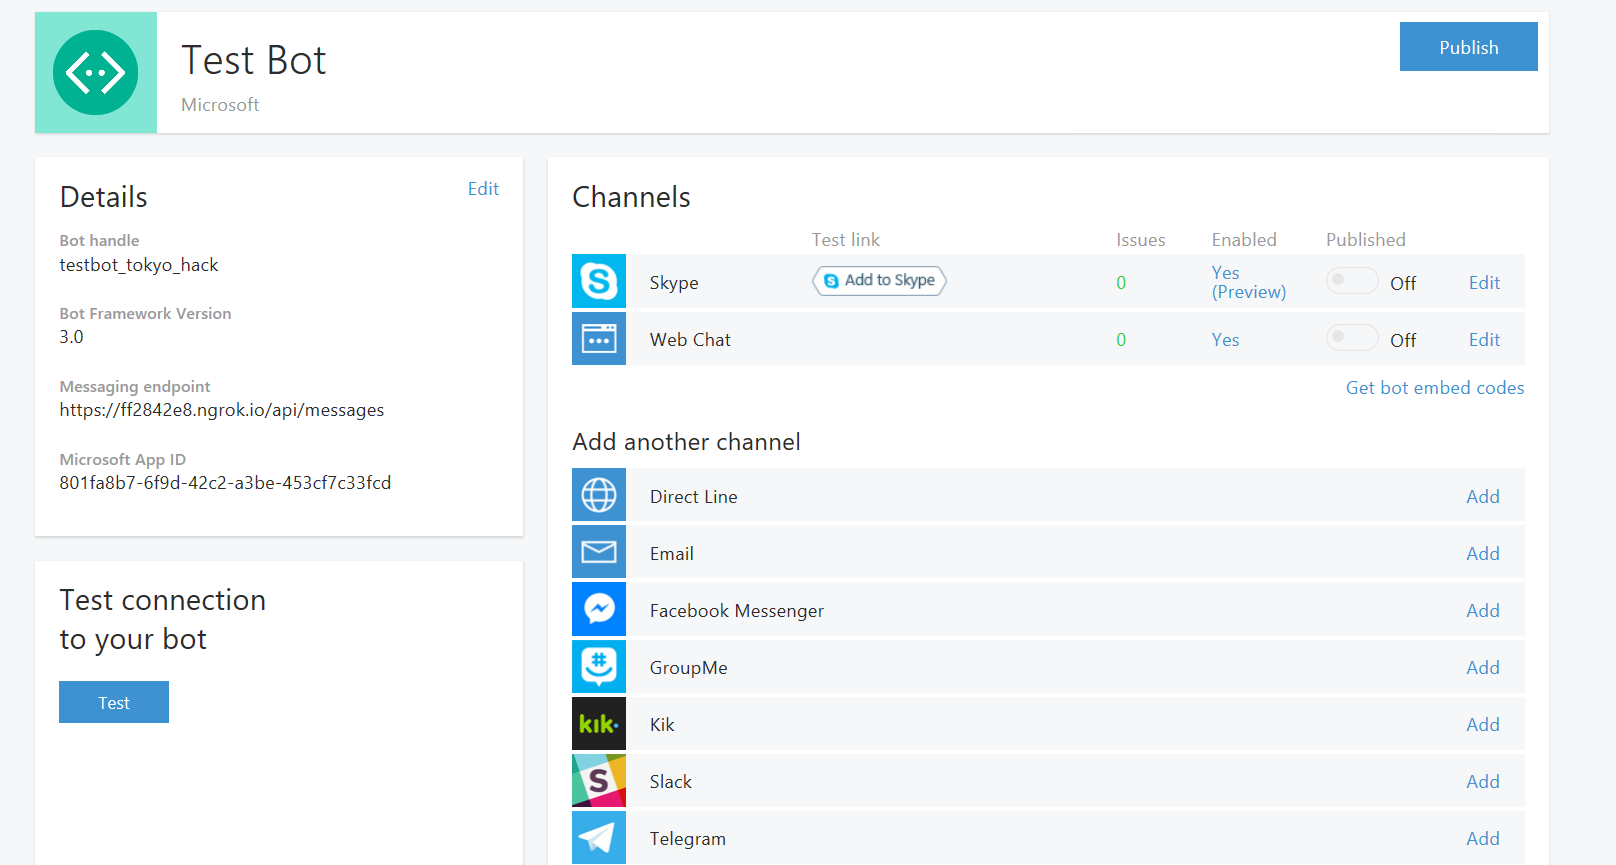 Test Bot
Microsoft
Publish
Details
Edit
Bot handle
testbot_tokyo_hack
Bot Framework Version
3.0
Messaging endpoint
https://ff2842e8.ngrok.io/api/messages
Microsoft App ID
801fa8b7-6f9d-42c2-a3be-453cf7c33fcd
Test connection
to your bot
Test
Channels
Test link Issues Enabled Published
Skype Add to Skype 0 Yes (Preview) Off Edit
Web Chat 0 Yes Off Edit
Get bot embed codes
Add another channel
Direct Line Add
Email Add
Facebook Messenger Add
GroupMe Add
kik Kik Add
S Slack Add
Telegram Add